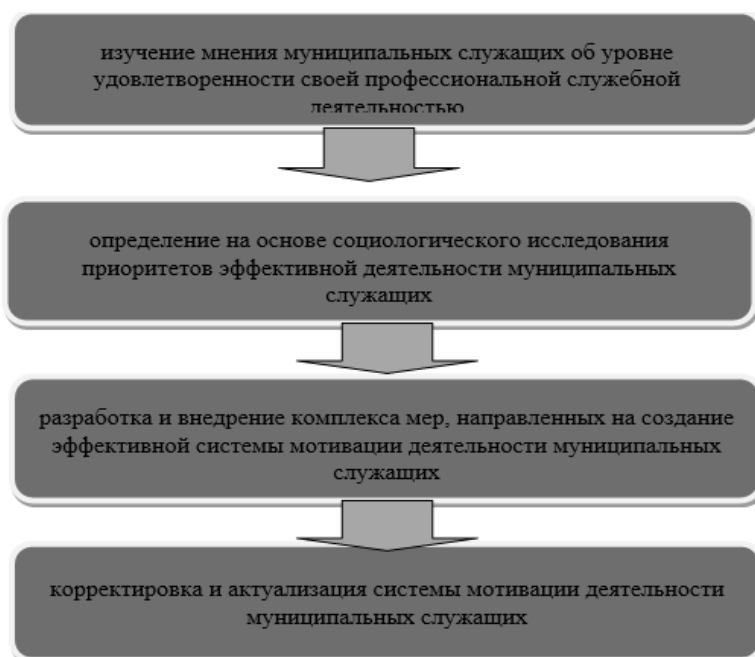 изучение мнения муниципальных служащих об уровне
удовлетворенности своей профессиональной служебной
деятельностью
определение на основе социологического исследования
приоритетов эффективной деятельности муниципальных
служащих
разработка и внедрение комплекса мер, направленных на создание
эффективной системы мотивации деятельности муниципальных
служащих
корректировка и актуализация системы мотивации деятельности
муниципальных служащих